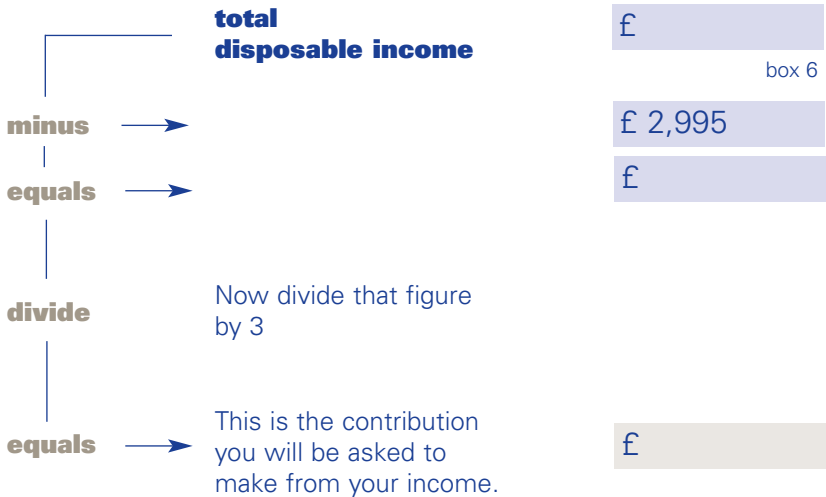 total
disposable income
£
box 6
minus
£ 2,995
equals
£
divide
Now divide that figure
by 3
equals
This is the contribution
you will be asked to
make from your income.
£